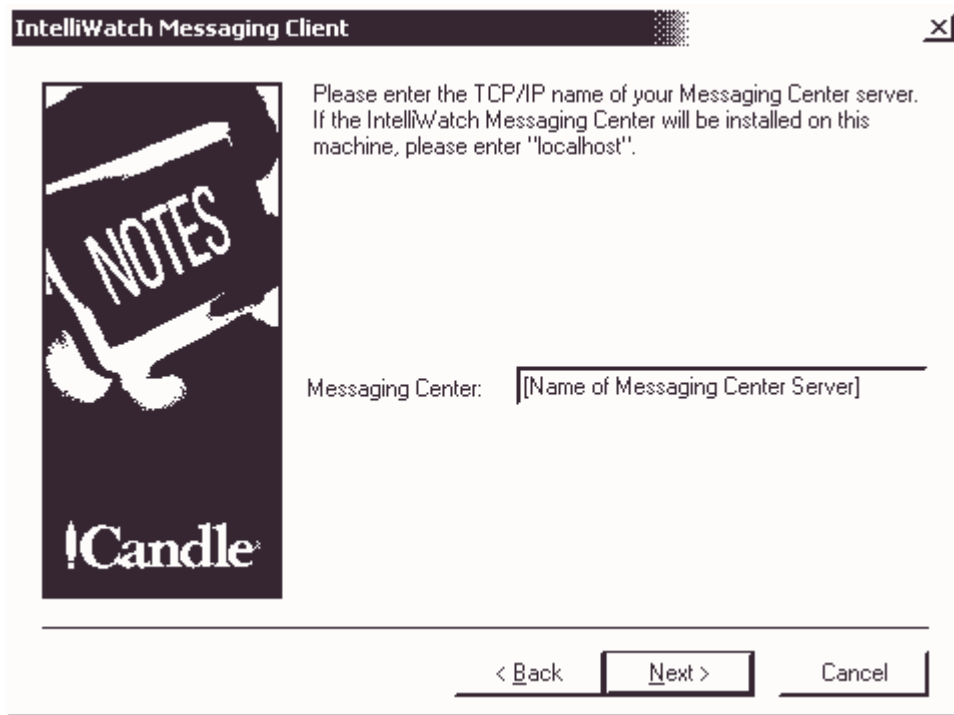 IntelliWatch Messaging Client
Please enter the TCP/IP name of your Messaging Center server.
If the IntelliWatch Messaging Center will be installed on this
machine, please enter "localhost".
NOTES
Messaging Center:
[Name of Messaging Center Server]
Candle
< Back
Next >
Cancel